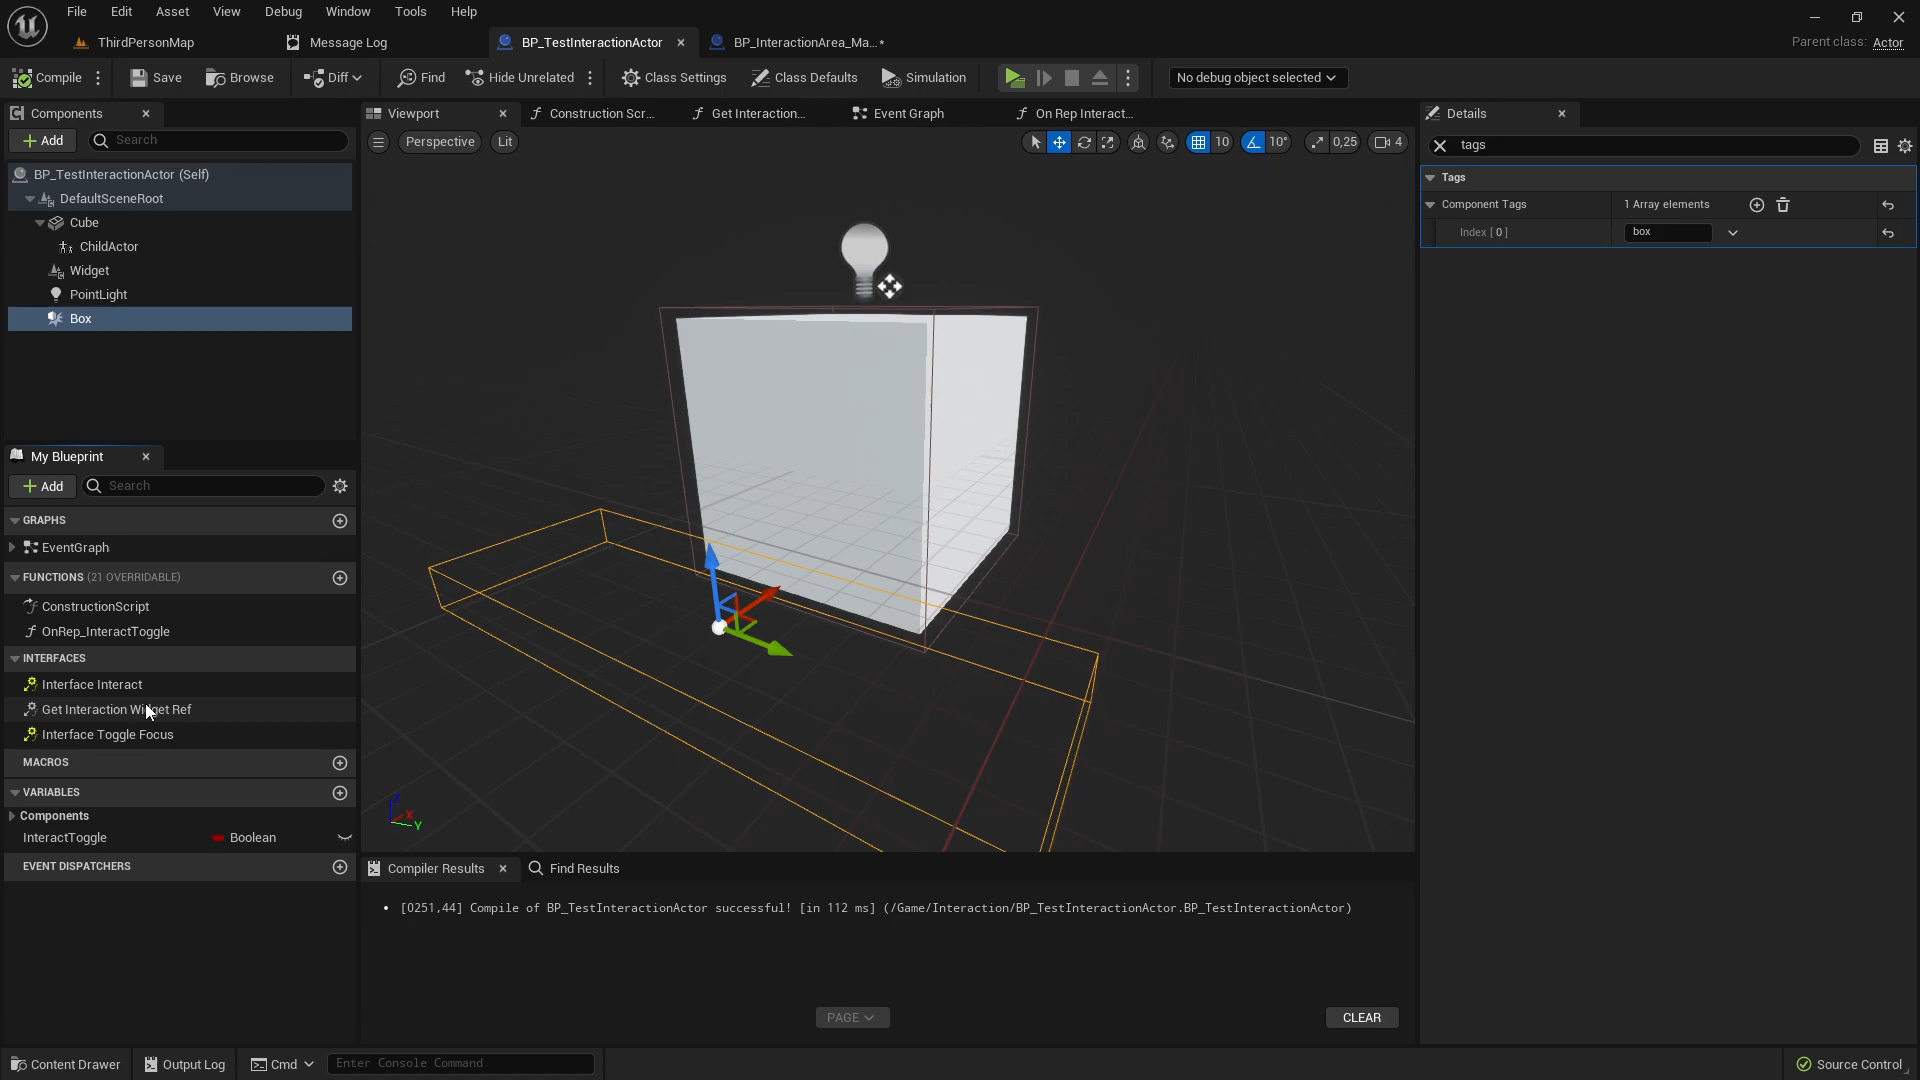 File Edit Asset View Debug Window Tools Help
ThirdPersonMap Message Log BP_TestInteractionActor BP_InteractionArea_Ma...* Parent class: Actor
Compile Save Browse Diff Find Hide Unrelated Class Settings Class Defaults Simulation No debug object selected
Components Viewport Construction Scr... Get Interaction... Event Graph On Rep Interact... Details
Add Search Perspective Lit 10 10° 0,25 4 tags
BP_TestInteractionActor (Self) Tags
DefaultSceneRoot Component Tags 1 Array elements
Cube Index [ 0 ] box
ChildActor
Widget
PointLight
Box
My Blueprint
Add Search
GRAPHS
EventGraph
FUNCTIONS (21 OVERRIDABLE)
ConstructionScript
OnRep_InteractToggle
INTERFACES
Interface Interact
Get Interaction Widget Ref
Interface Toggle Focus
MACROS
VARIABLES
Components
Z X Y
InteractToggle Boolean
EVENT DISPATCHERS
Compiler Results Find Results
• [0251,44] Compile of BP_TestInteractionActor successful! [in 112 ms] (/Game/Interaction/BP_TestInteractionActor.BP_TestInteractionActor)
PAGE CLEAR
Content Drawer Output Log Cmd Enter Console Command Source Control